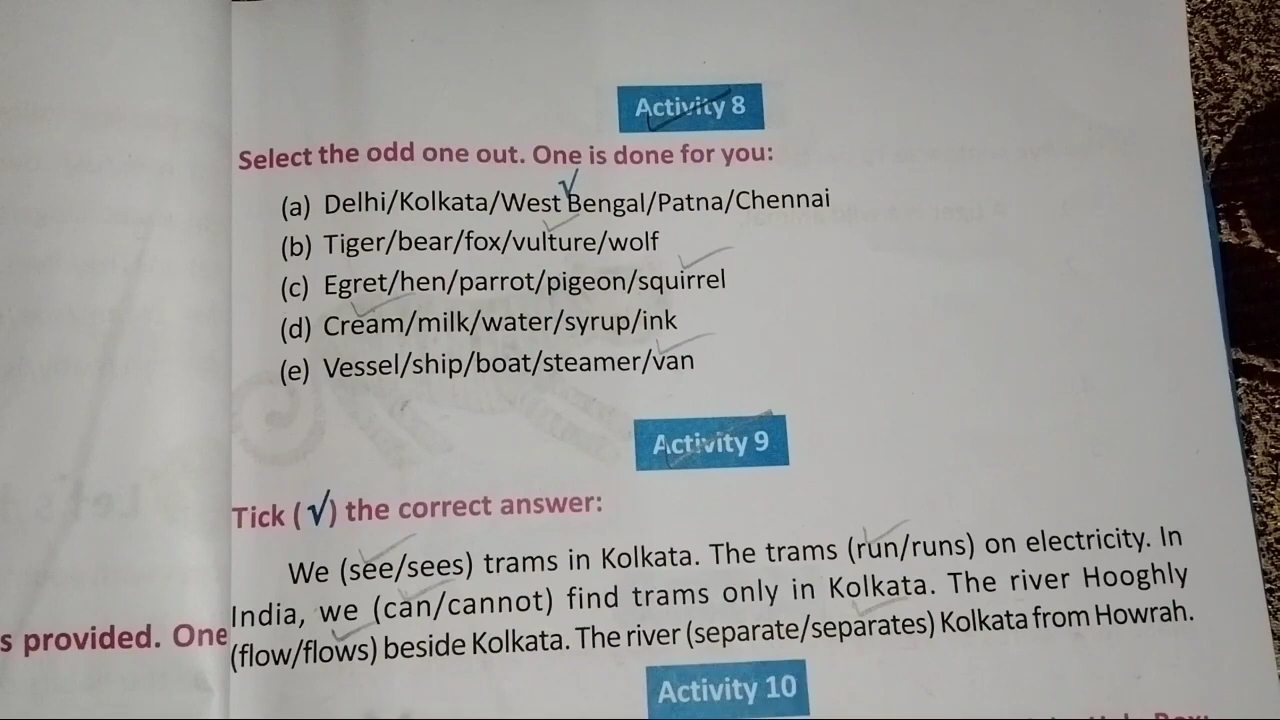 Activity 8
Select the odd one out. One is done for you:
(a) Delhi/Kolkata/West Bengal/Patna/Chennai
(b) Tiger/bear/fox/vulture/wolf
(c) Egret/hen/parrot/pigeon/squirrel
(d) Cream/milk/water/syrup/ink
(e) Vessel/ship/boat/steamer/van
Activity 9
Tick (√) the correct answer:
We (see/sees) trams in Kolkata. The trams (run/runs) on electricity. In
India, we (can/cannot) find trams only in Kolkata. The river Hooghly
(flow/flows) beside Kolkata. The river (separate/separates) Kolkata from Howrah.
s provided. One
Activity 10